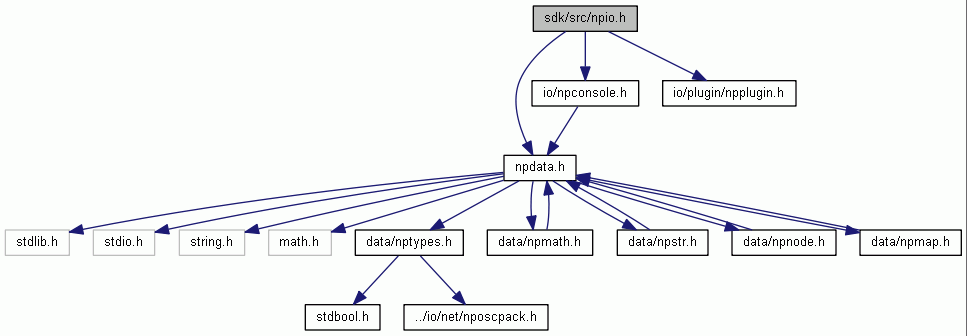 sdk/src/npio.h
io/npconsole.h
io/plugin/npplugin.h
npdata.h
stdlib.h
stdio.h
string.h
math.h
data/nptypes.h
data/npmath.h
data/npstr.h
data/npnode.h
data/npmap.h
stdbool.h
../io/net/nposcpack.h